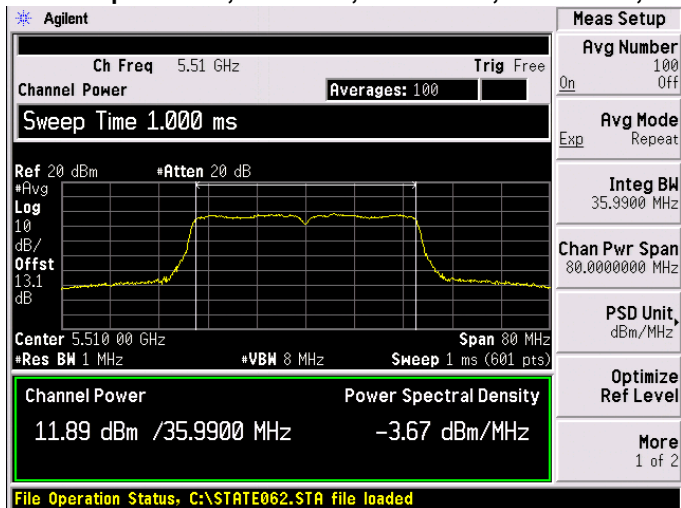 Agilent
Meas Setup
Ch Freq 5.51 GHz Trig Free
Channel Power Averages: 100
Sweep Time 1.000 ms
Ref 20 dBm #Atten 20 dB
#Avg
Log
10
dB/
Offst
13.1
dB
Center 5.510 00 GHz Span 80 MHz
#Res BW 1 MHz #VBW 8 MHz Sweep 1 ms (601 pts)
Channel Power Power Spectral Density
11.89 dBm /35.9900 MHz -3.67 dBm/MHz
File Operation Status, C:\STATE062.STA file loaded
Avg Number
100
On Off
Avg Mode
Exp Repeat
Integ BW
35.9900 MHz
Chan Pwr Span
80.0000000 MHz
PSD Unit
dBm/MHz
Optimize
Ref Level
More
1 of 2